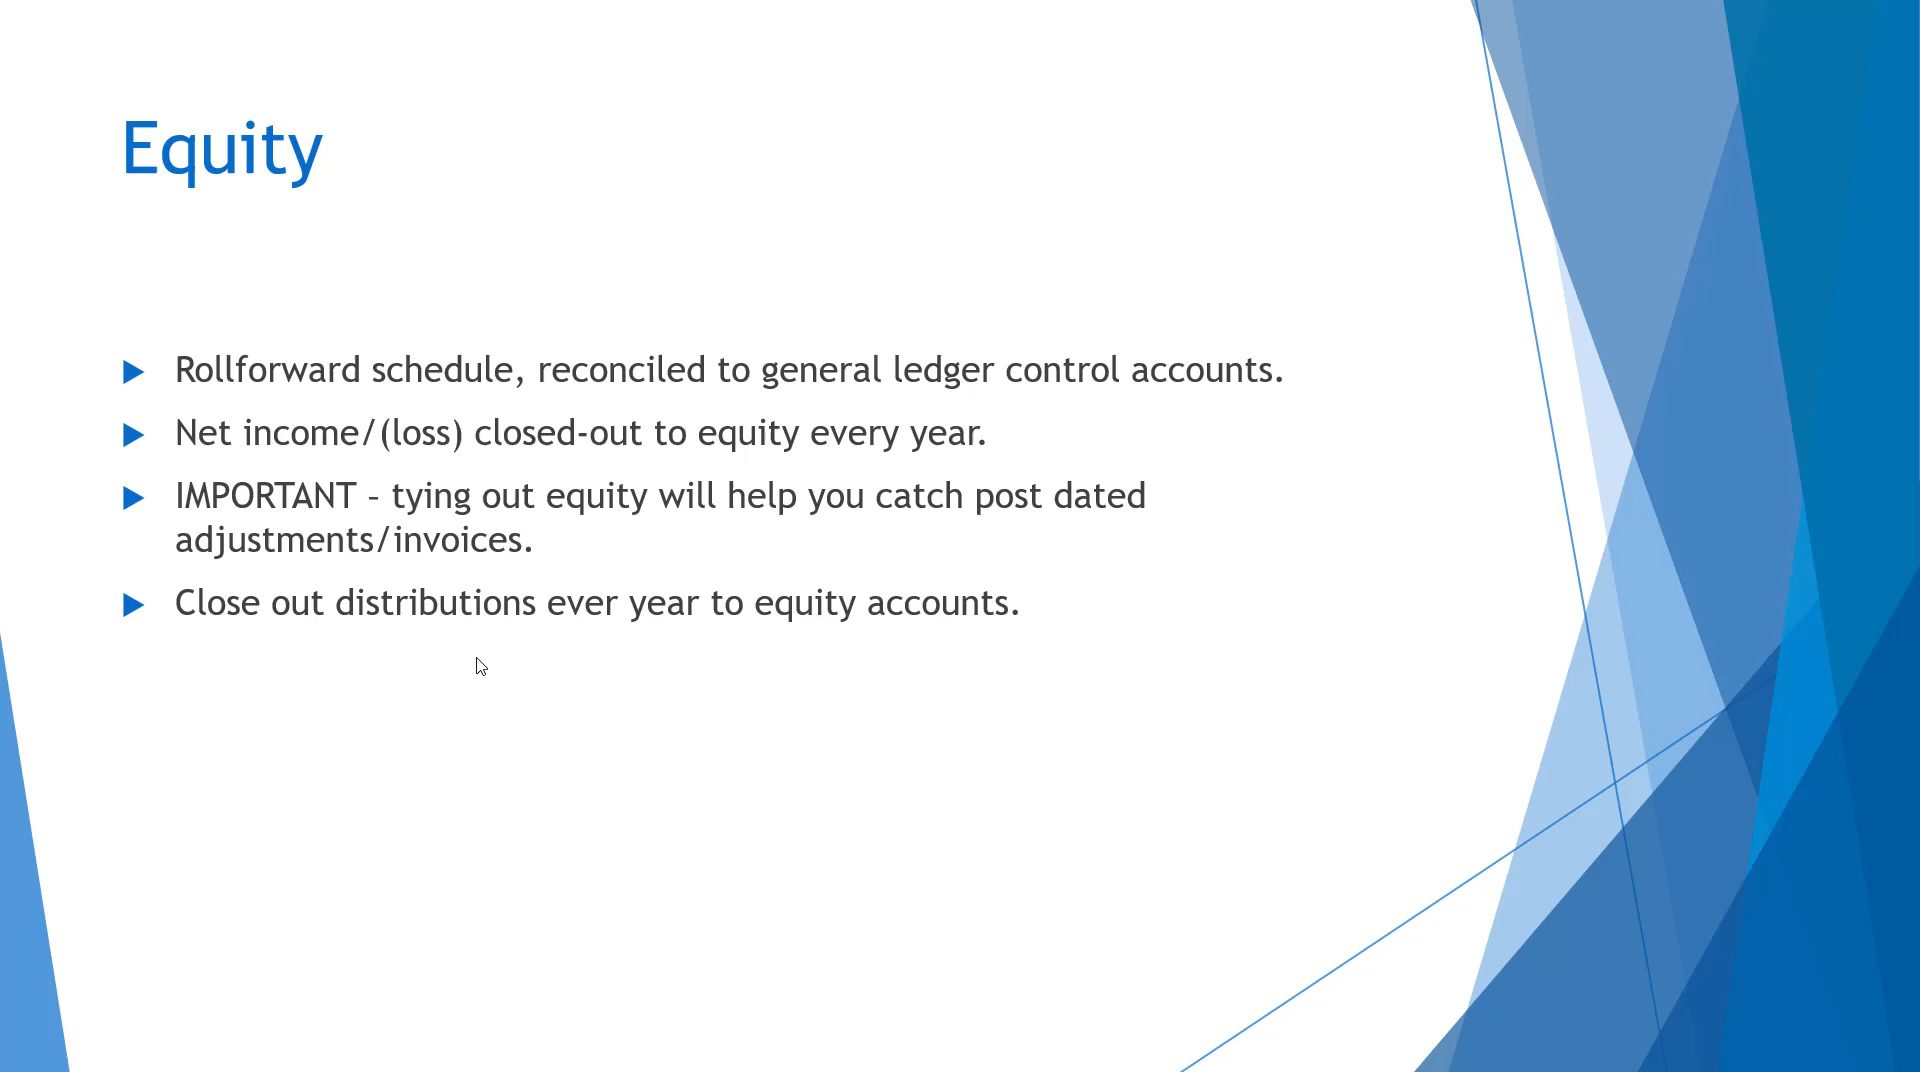 Equity
Rollforward schedule, reconciled to general ledger control accounts.
Net income/(loss) closed-out to equity every year.
IMPORTANT – tying out equity will help you catch post dated
adjustments/invoices.
Close out distributions ever year to equity accounts.